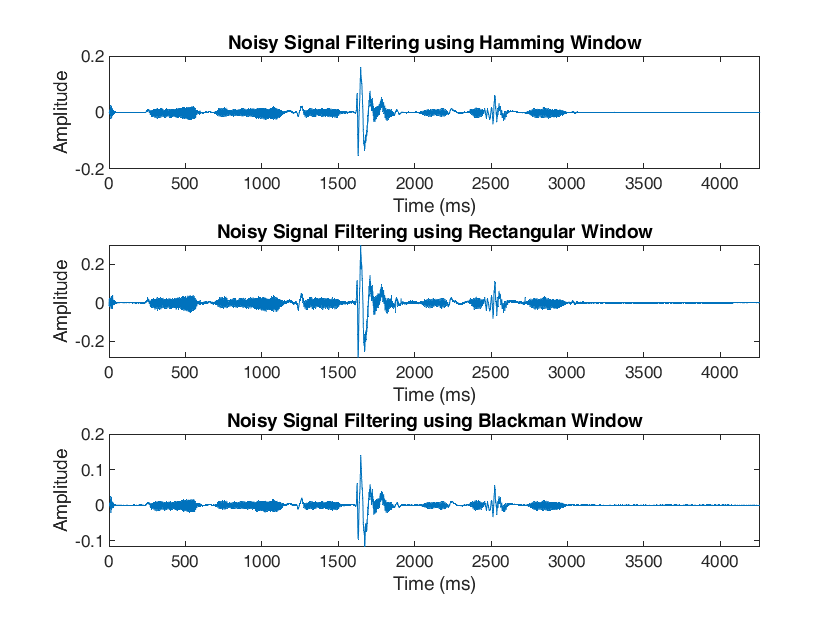 Noisy Signal Filtering using Hamming Window
0.2
0
-0.2
Amplitude
0 500 1000 1500 2000 2500 3000 3500 4000
Time (ms)
Noisy Signal Filtering using Rectangular Window
0.2
0
-0.2
Amplitude
0 500 1000 1500 2000 2500 3000 3500 4000
Time (ms)
Noisy Signal Filtering using Blackman Window
0.2
0.1
0
-0.1
Amplitude
0 500 1000 1500 2000 2500 3000 3500 4000
Time (ms)